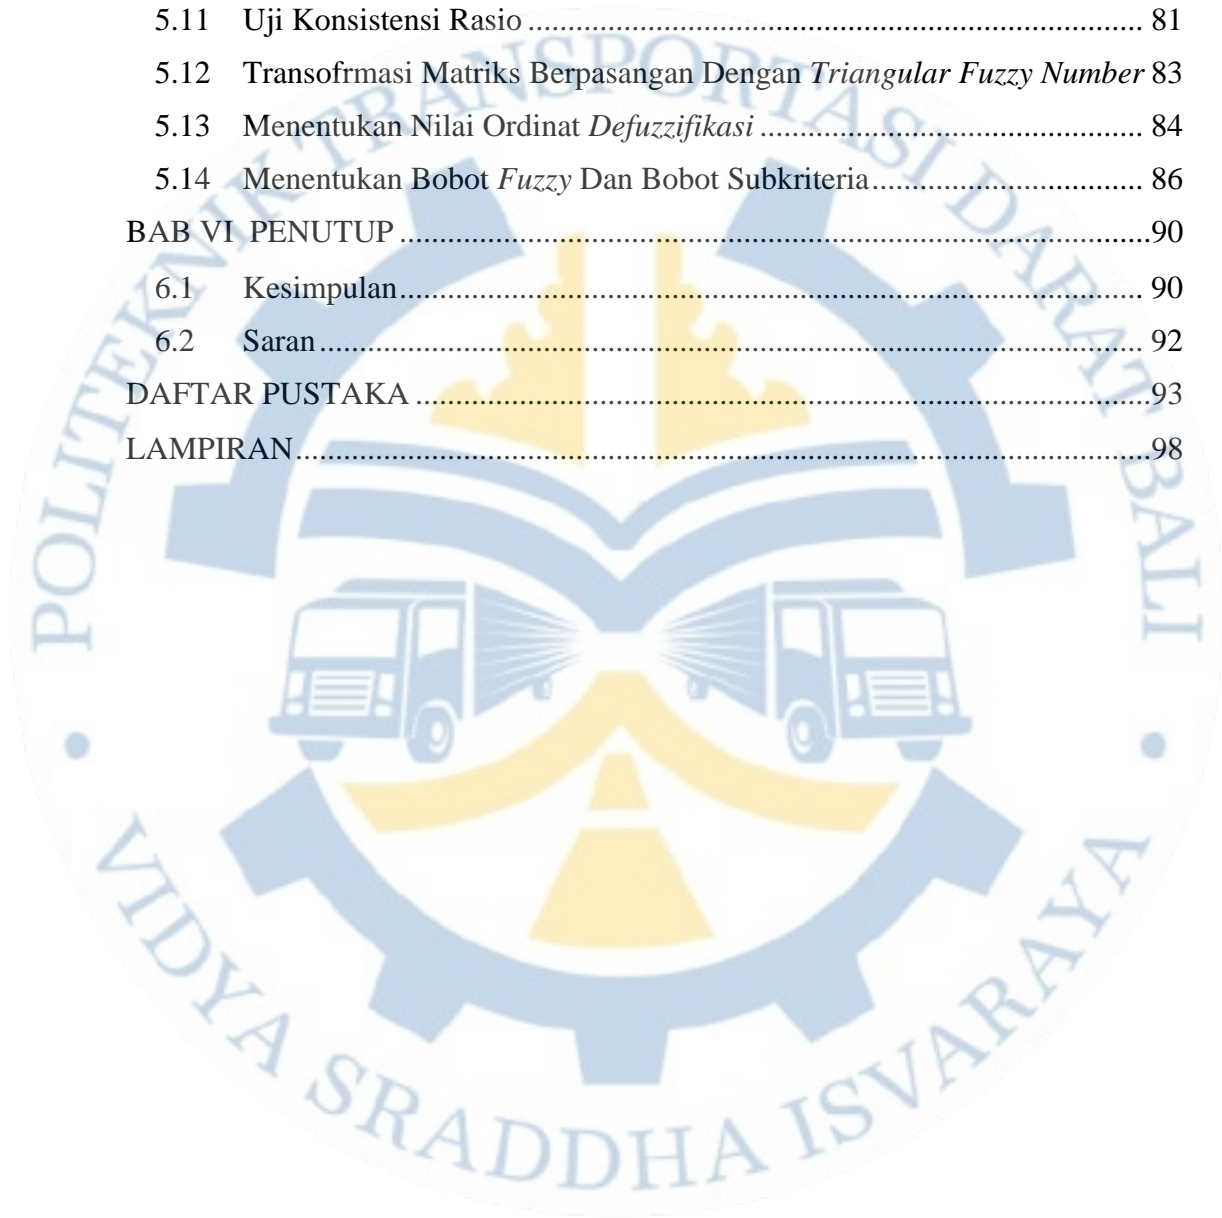 5.11 Uji Konsistensi Rasio ........ 81
5.12 Transofrmasi Matriks Berpasangan Dengan Triangular Fuzzy Number 83
5.13 Menentukan Nilai Ordinat Defuzzifikasi ........ 84
5.14 Menentukan Bobot Fuzzy Dan Bobot Subkriteria ........ 86
BAB VI PENUTUP ........ 90
6.1 Kesimpulan ........ 90
6.2 Saran ........ 92
DAFTAR PUSTAKA ........ 93
LAMPIRAN ........ 98
POLITEKNIK TRANSPORTASI DARAT BALI
VIDYA SRADDHA ISVARAYA